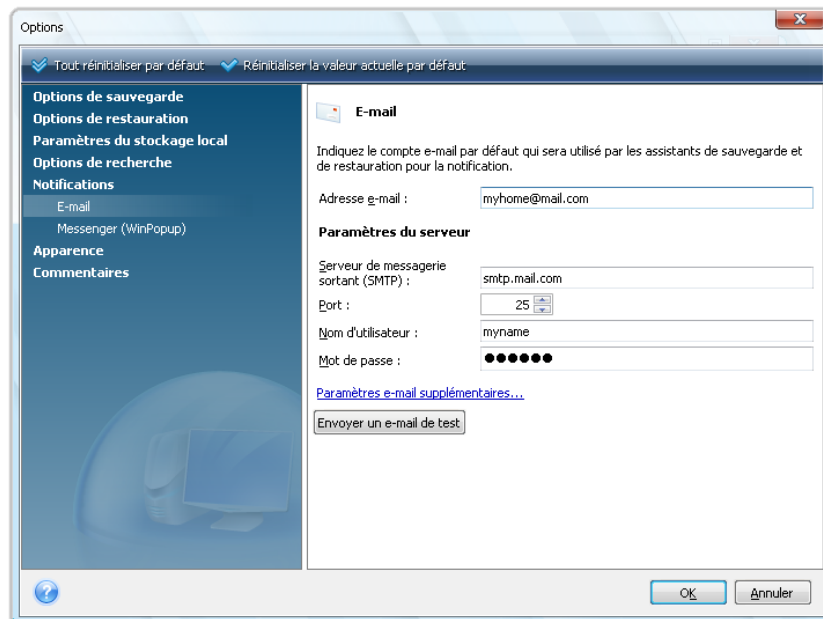 Options
Tout réinitialiser par défaut
Réinitialiser la valeur actuelle par défaut
Options de sauvegarde
Options de restauration
Paramètres du stockage local
Options de recherche
Notifications
E-mail
Messenger (WinPopup)
Apparence
Commentaires
E-mail
Indiquez le compte e-mail par défaut qui sera utilisé par les assistants de sauvegarde et
de restauration pour la notification.
Adresse e-mail :
myhome@mail.com
Paramètres du serveur
Serveur de messagerie
sortant (SMTP) :
smtp.mail.com
Port :
25
Nom d'utilisateur :
myname
Mot de passe :
●●●●●●
Paramètres e-mail supplémentaires...
Envoyer un e-mail de test
OK
Annuler